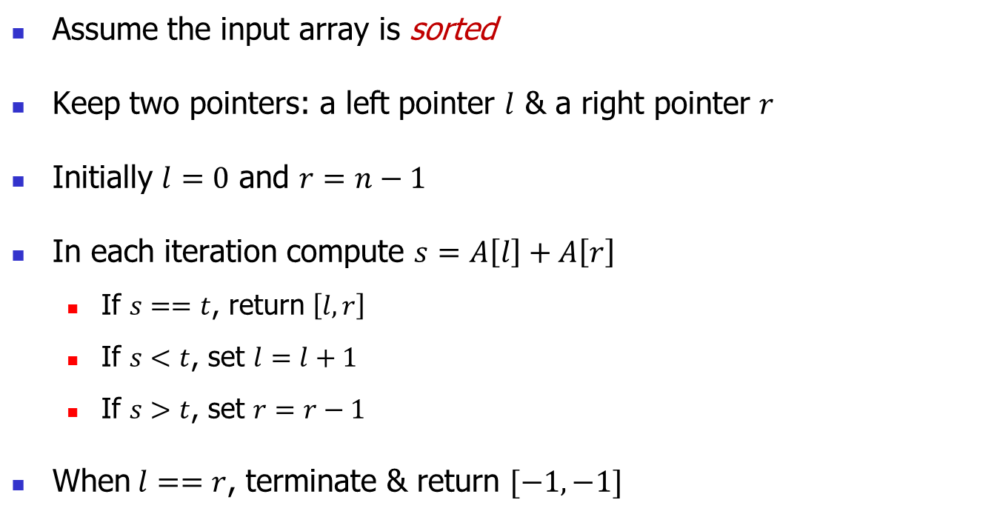 Assume the input array is sorted
Keep two pointers: a left pointer l & a right pointer r
Initially l = 0 and r = n − 1
In each iteration compute s = A[l] + A[r]
If s == t, return [l, r]
If s < t, set l = l + 1
If s > t, set r = r − 1
When l == r, terminate & return [−1, −1]